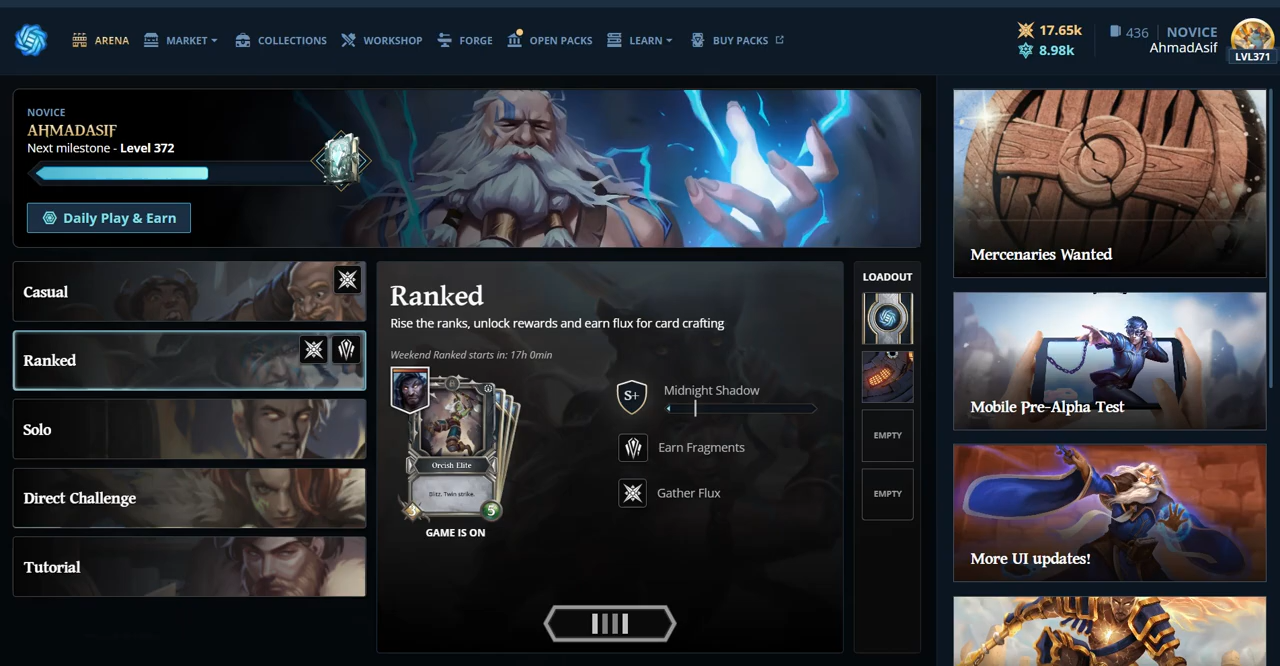 ARENA
MARKET
COLLECTIONS
WORKSHOP
FORGE
OPEN PACKS
LEARN
BUY PACKS
17.65k
8.98k
436
NOVICE
AhmadAsif
LVL371
NOVICE
AHMADASIF
Next milestone - Level 372
Daily Play & Earn
Casual
Ranked
Solo
Direct Challenge
Tutorial
Ranked
Rise the ranks, unlock rewards and earn flux for card crafting
Weekend Ranked starts in: 17h 0min
Orcish Elite
Blitz. Twin strike.
3
5
GAME IS ON
S+
Midnight Shadow
Earn Fragments
Gather Flux
LOADOUT
EMPTY
EMPTY
Mercenaries Wanted
Mobile Pre-Alpha Test
More UI updates!